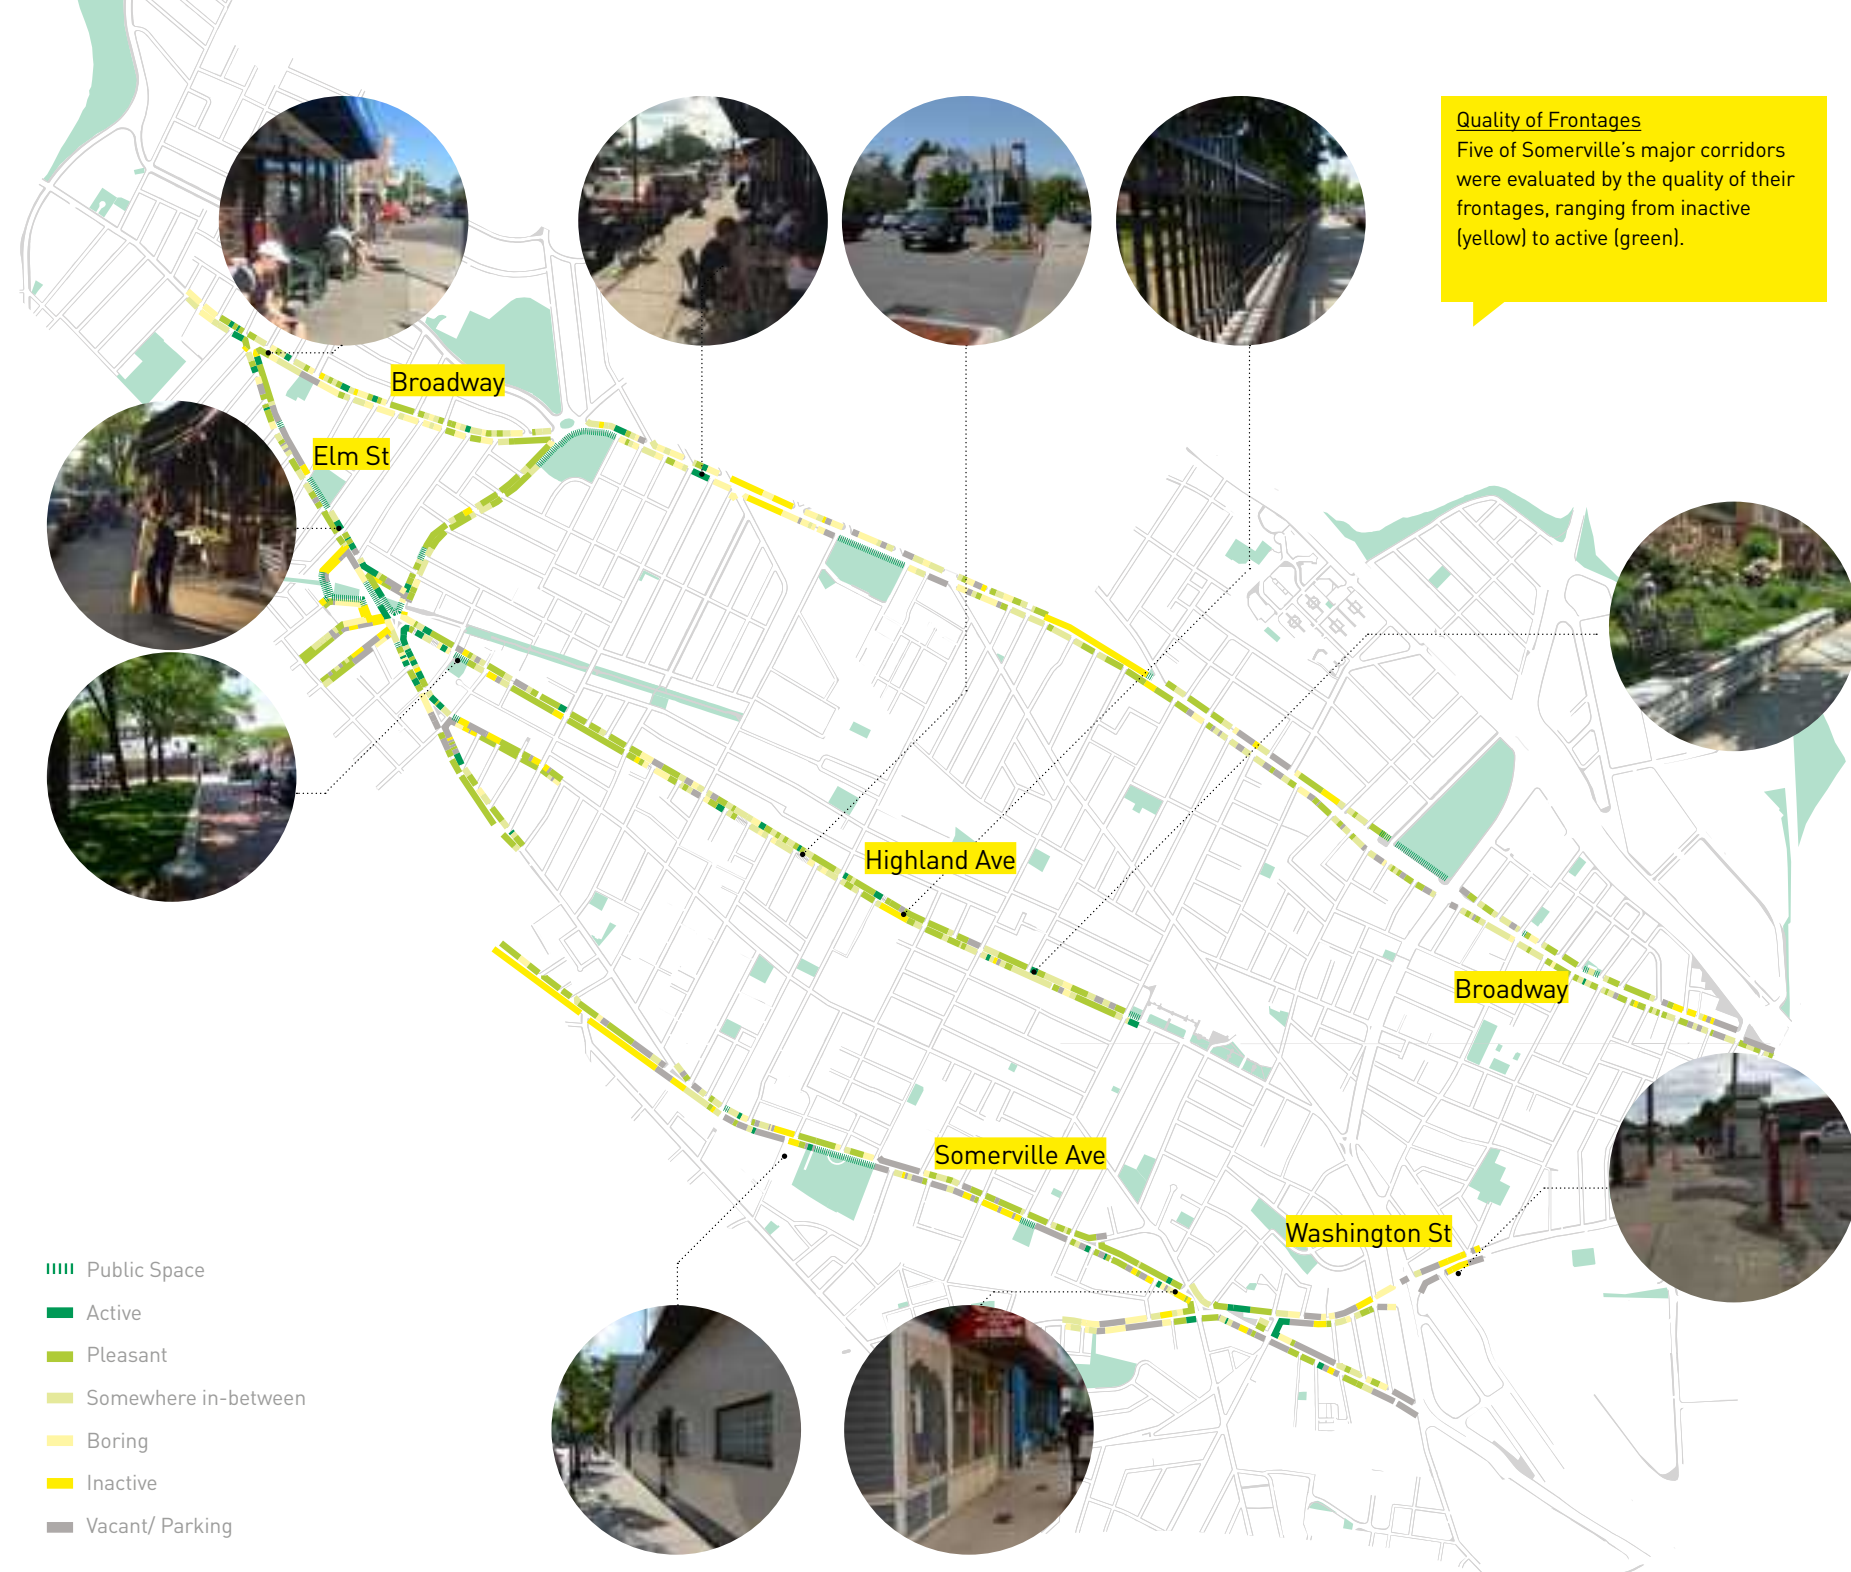 Quality of Frontages
Five of Somerville's major corridors
were evaluated by the quality of their
frontages, ranging from inactive
(yellow) to active (green).
Broadway
Elm St
Highland Ave
Broadway
Somerville Ave
Washington St
Public Space
Active
Pleasant
Somewhere in-between
Boring
Inactive
Vacant/ Parking